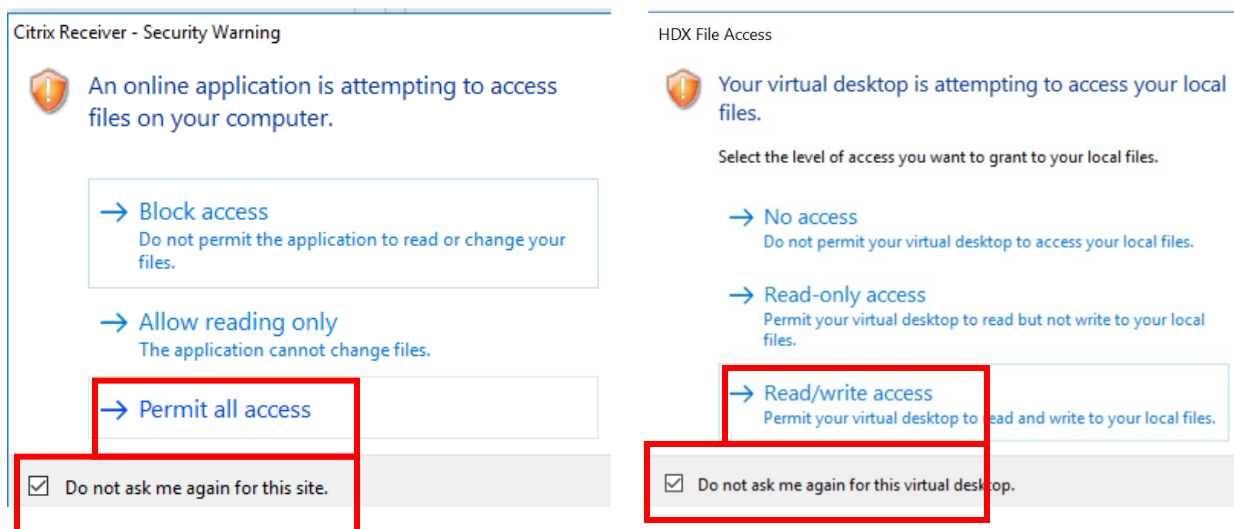 Citrix Receiver - Security Warning
An online application is attempting to access
files on your computer.
→ Block access
Do not permit the application to read or change your
files.
→ Allow reading only
The application cannot change files.
→ Permit all access
Do not ask me again for this site.
HDX File Access
Your virtual desktop is attempting to access your local
files.
Select the level of access you want to grant to your local files.
→ No access
Do not permit your virtual desktop to access your local files.
→ Read-only access
Permit your virtual desktop to read but not write to your local
files.
→ Read/write access
Permit your virtual desktop to read and write to your local files.
Do not ask me again for this virtual desktop.